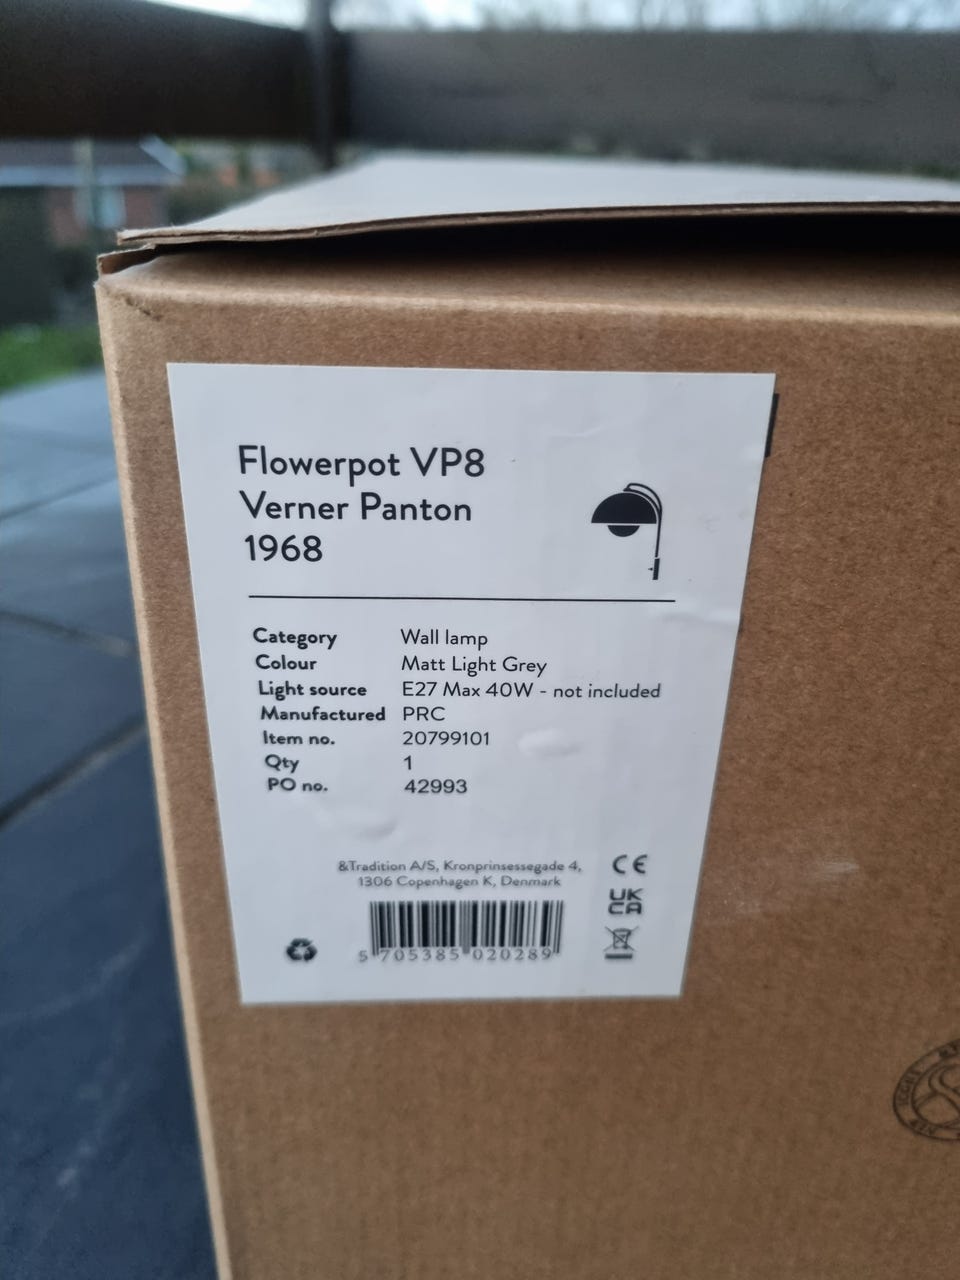 Flowerpot VP8
Verner Panton
1968
Category Wall lamp
Colour Matt Light Grey
Light source E27 Max 40W - not included
Manufactured PRC
Item no. 20799101
Qty 1
PO no. 42993
&Tradition A/S, Kronprinsessegade 4,
1306 Copenhagen K, Denmark
CE
UK
CA
5 705385 020289